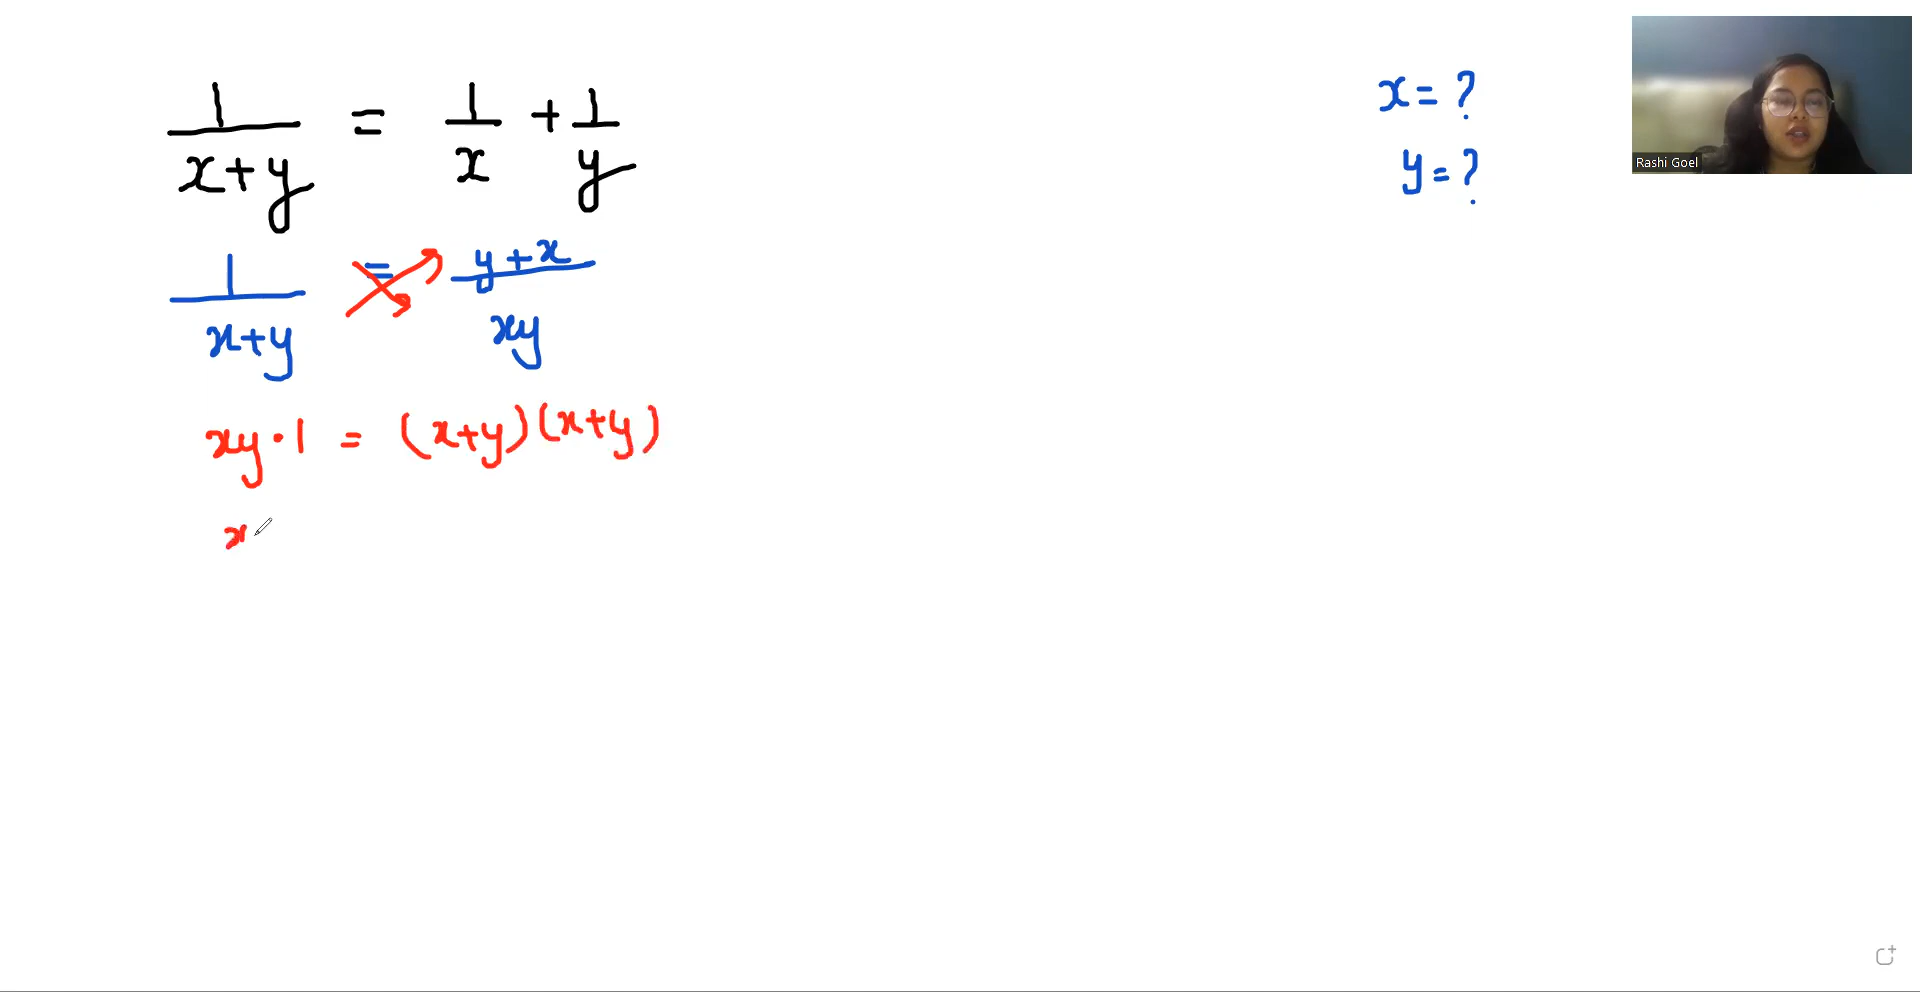 1/(x+y) = 1/x + 1/y
x = ?
y = ?
1/(x+y) = (y+x)/xy
xy · 1 = (x+y)(x+y)
x
Rashi Goel